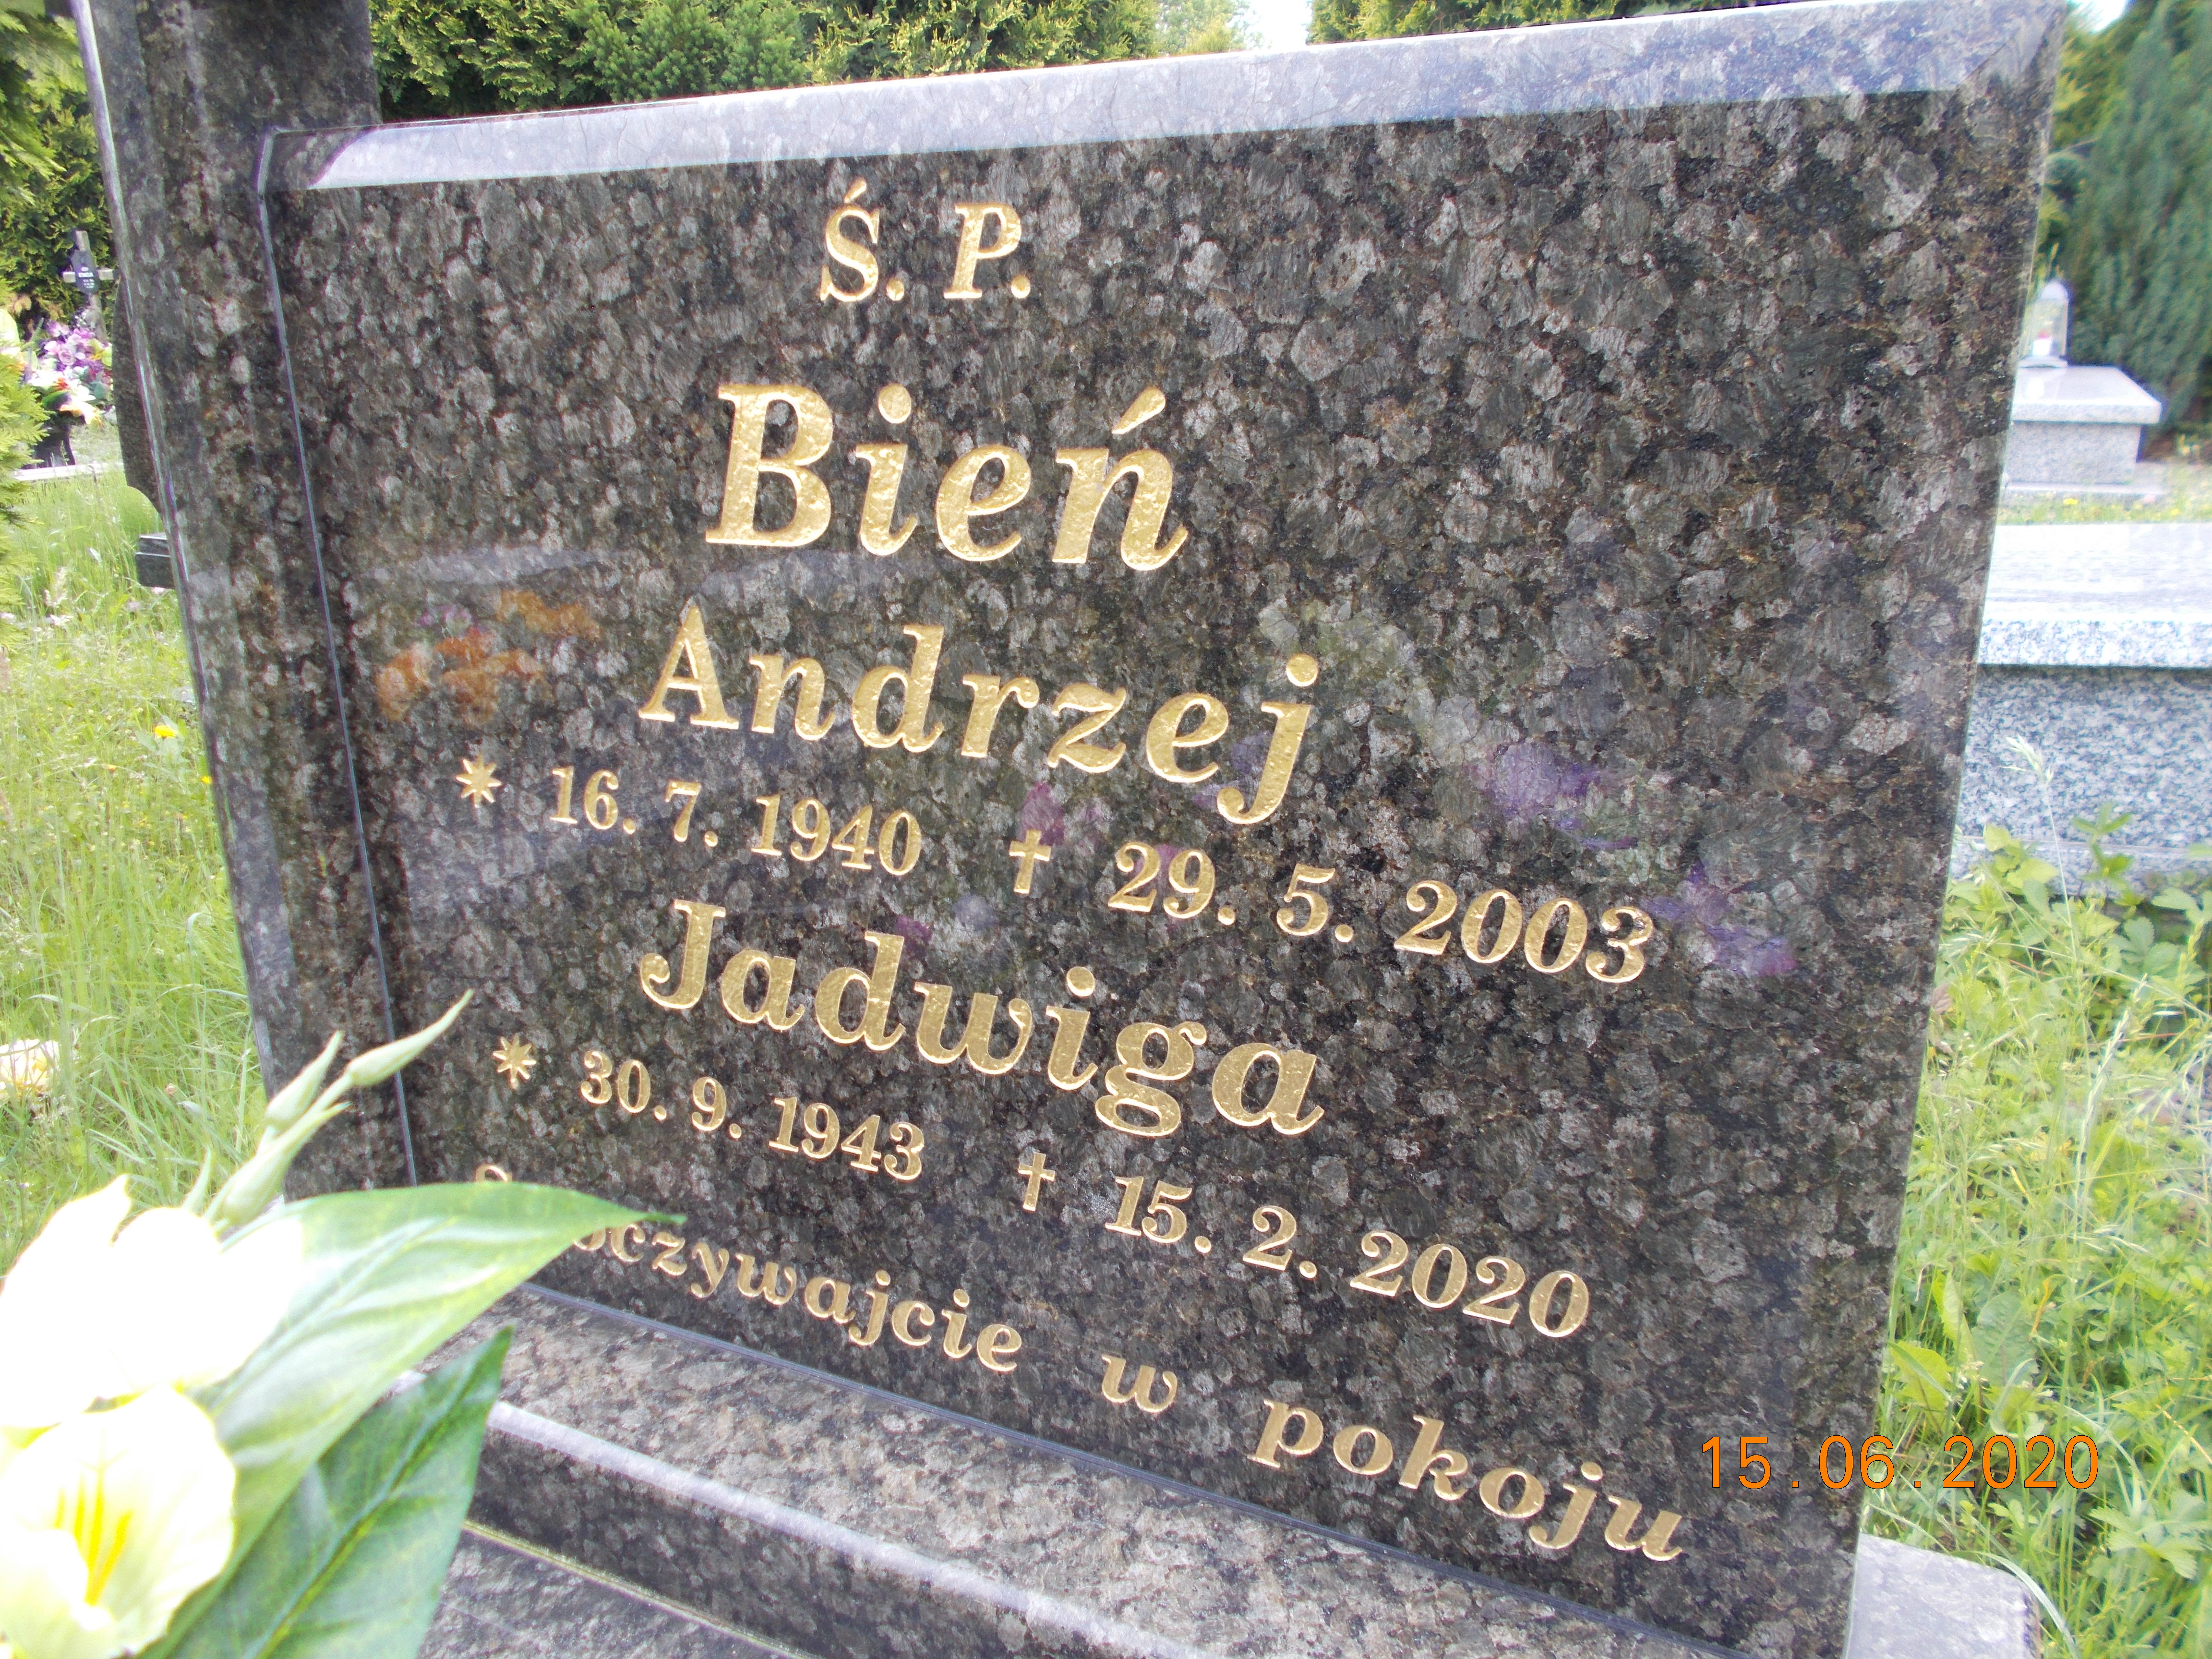 Ś. P.
Bień
Andrzej
* 16. 7. 1940 † 29. 5. 2003
Jadwiga
* 30. 9. 1943 † 15. 2. 2020
Spoczywajcie w pokoju
15.06.2020